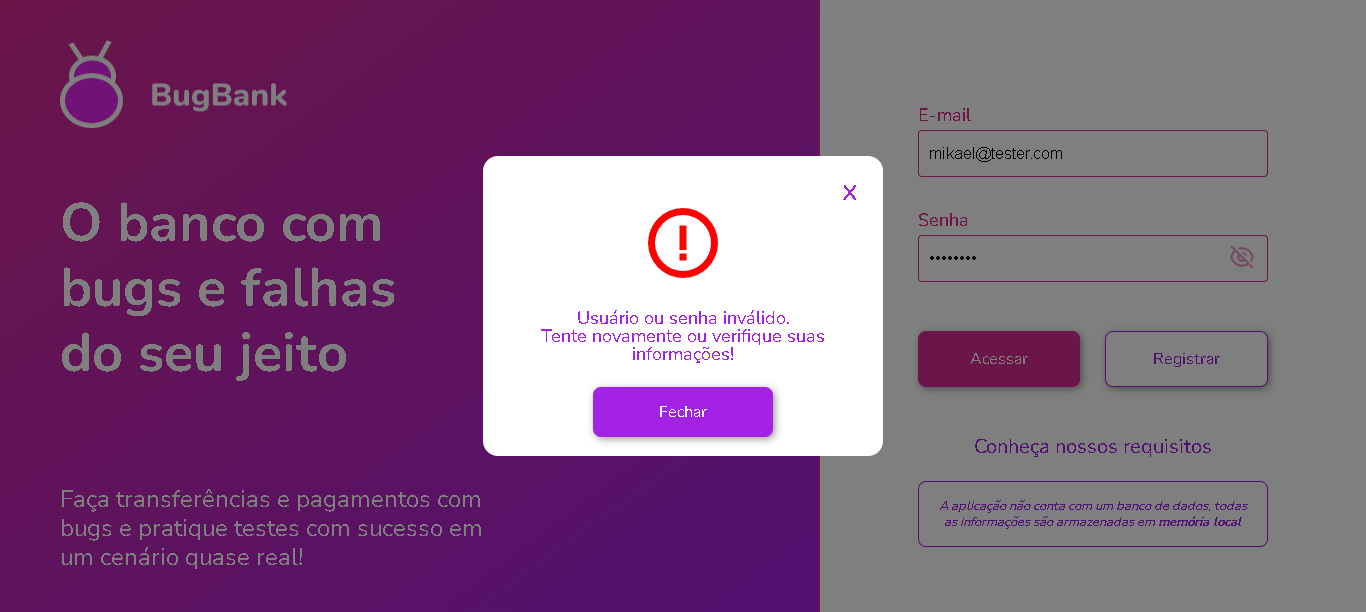 BugBank
O banco com
bugs e falhas
do seu jeito
Faça transferências e pagamentos com
bugs e pratique testes com sucesso em
um cenário quase real!
X
Usuário ou senha inválido.
Tente novamente ou verifique suas
informações!
Fechar
E-mail
mikael@tester.com
Senha
••••••••
Acessar
Registrar
Conheça nossos requisitos
A aplicação não conta com um banco de dados, todas
as informações são armazenadas em memória local